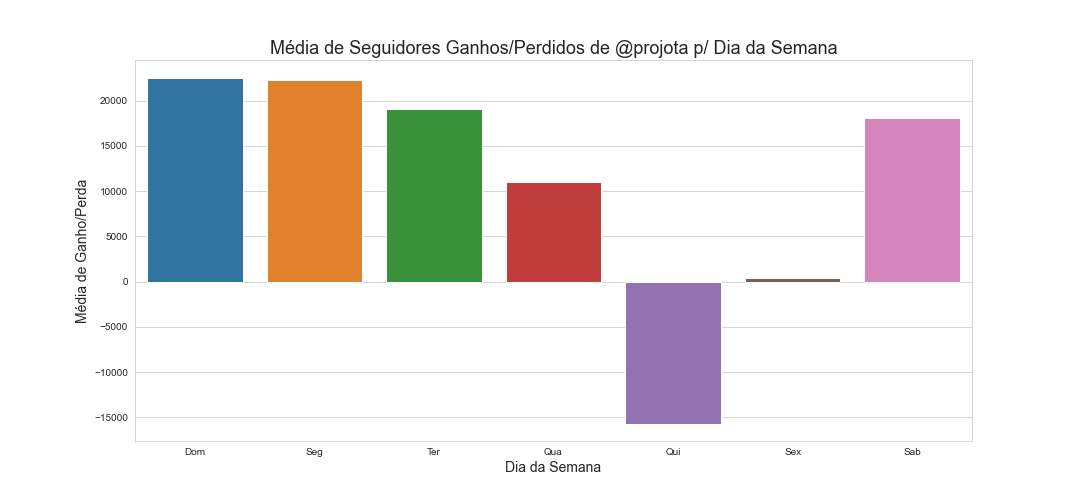 Média de Seguidores Ganhos/Perdidos de @projota p/ Dia da Semana
Média de Ganho/Perda
20000
15000
10000
5000
0
−5000
−10000
−15000
Dom Seg Ter Qua Qui Sex Sab
Dia da Semana